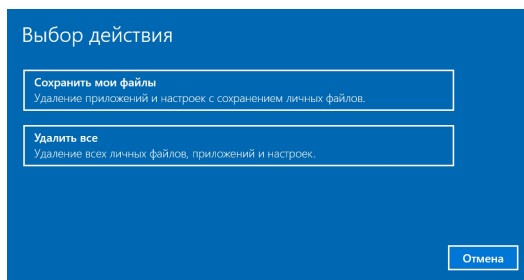 Выбор действия
Сохранить мои файлы
Удаление приложений и настроек с сохранением личных файлов.
Удалить все
Удаление всех личных файлов, приложений и настроек.
Отмена